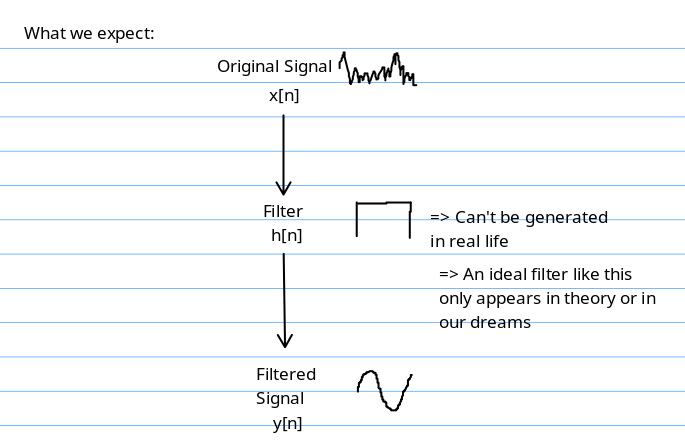 What we expect:
Original Signal
x[n]
Filter
h[n]
=> Can't be generated
in real life
=> An ideal filter like this
only appears in theory or in
our dreams
Filtered
Signal
y[n]